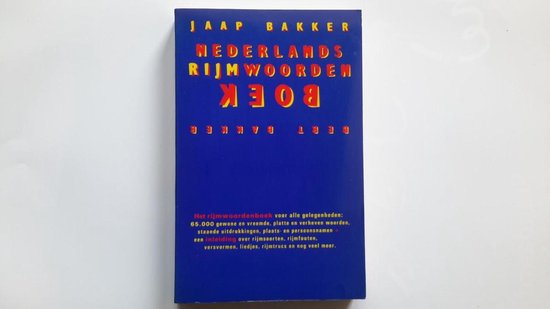 JAAP BAKKER
NEDERLANDS
RIJMWOORDEN
BOEK
BERT BAKKER
Het rijmwoordenboek voor alle gelegenheden:
65.000 gewone en vreemde, platte en verheven woorden,
staande uitdrukkingen, plaats- en persoonsnamen +
een inleiding over rijmsoorten, rijmfouten,
versvormen, liedjes, rijmtrucs en nog veel meer.